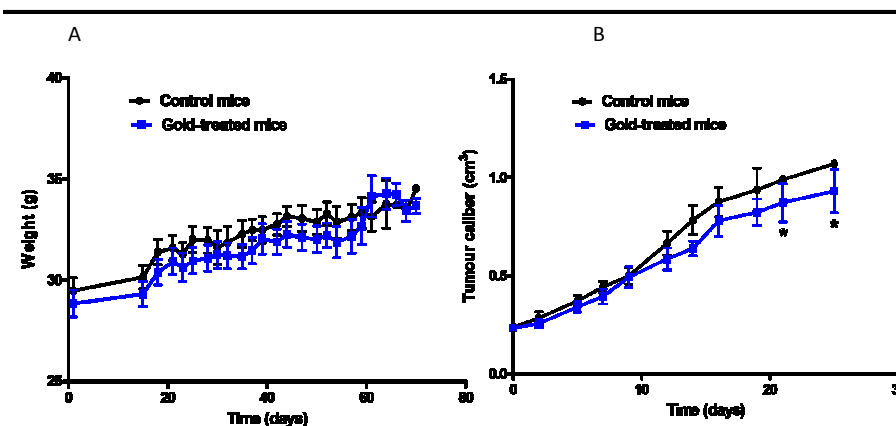 A
B
40
35
30
25
Weight (g)
Control mice
Gold-treated mice
0
20
40
60
80
Time (days)
1.5
1.0
0.5
0.0
Tumour caliber (cm³)
Control mice
Gold-treated mice
*
*
0
10
20
Time (days)